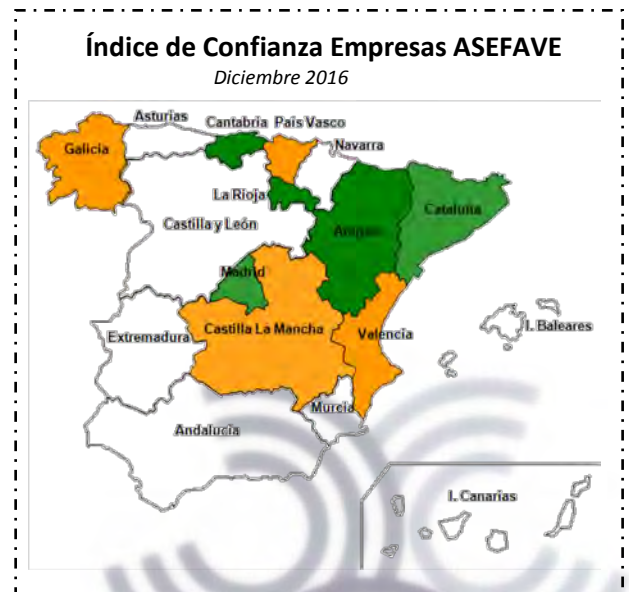 Índice de Confianza Empresas ASEFAVE
Diciembre 2016
Asturias
Cantabria País Vasco
Galicia
Navarra
La Rioja
Cataluña
Castilla y León
Aragón
Madrid
Extremadura
Castilla La Mancha
Valencia
I. Baleares
Murcia
Andalucía
I. Canarias